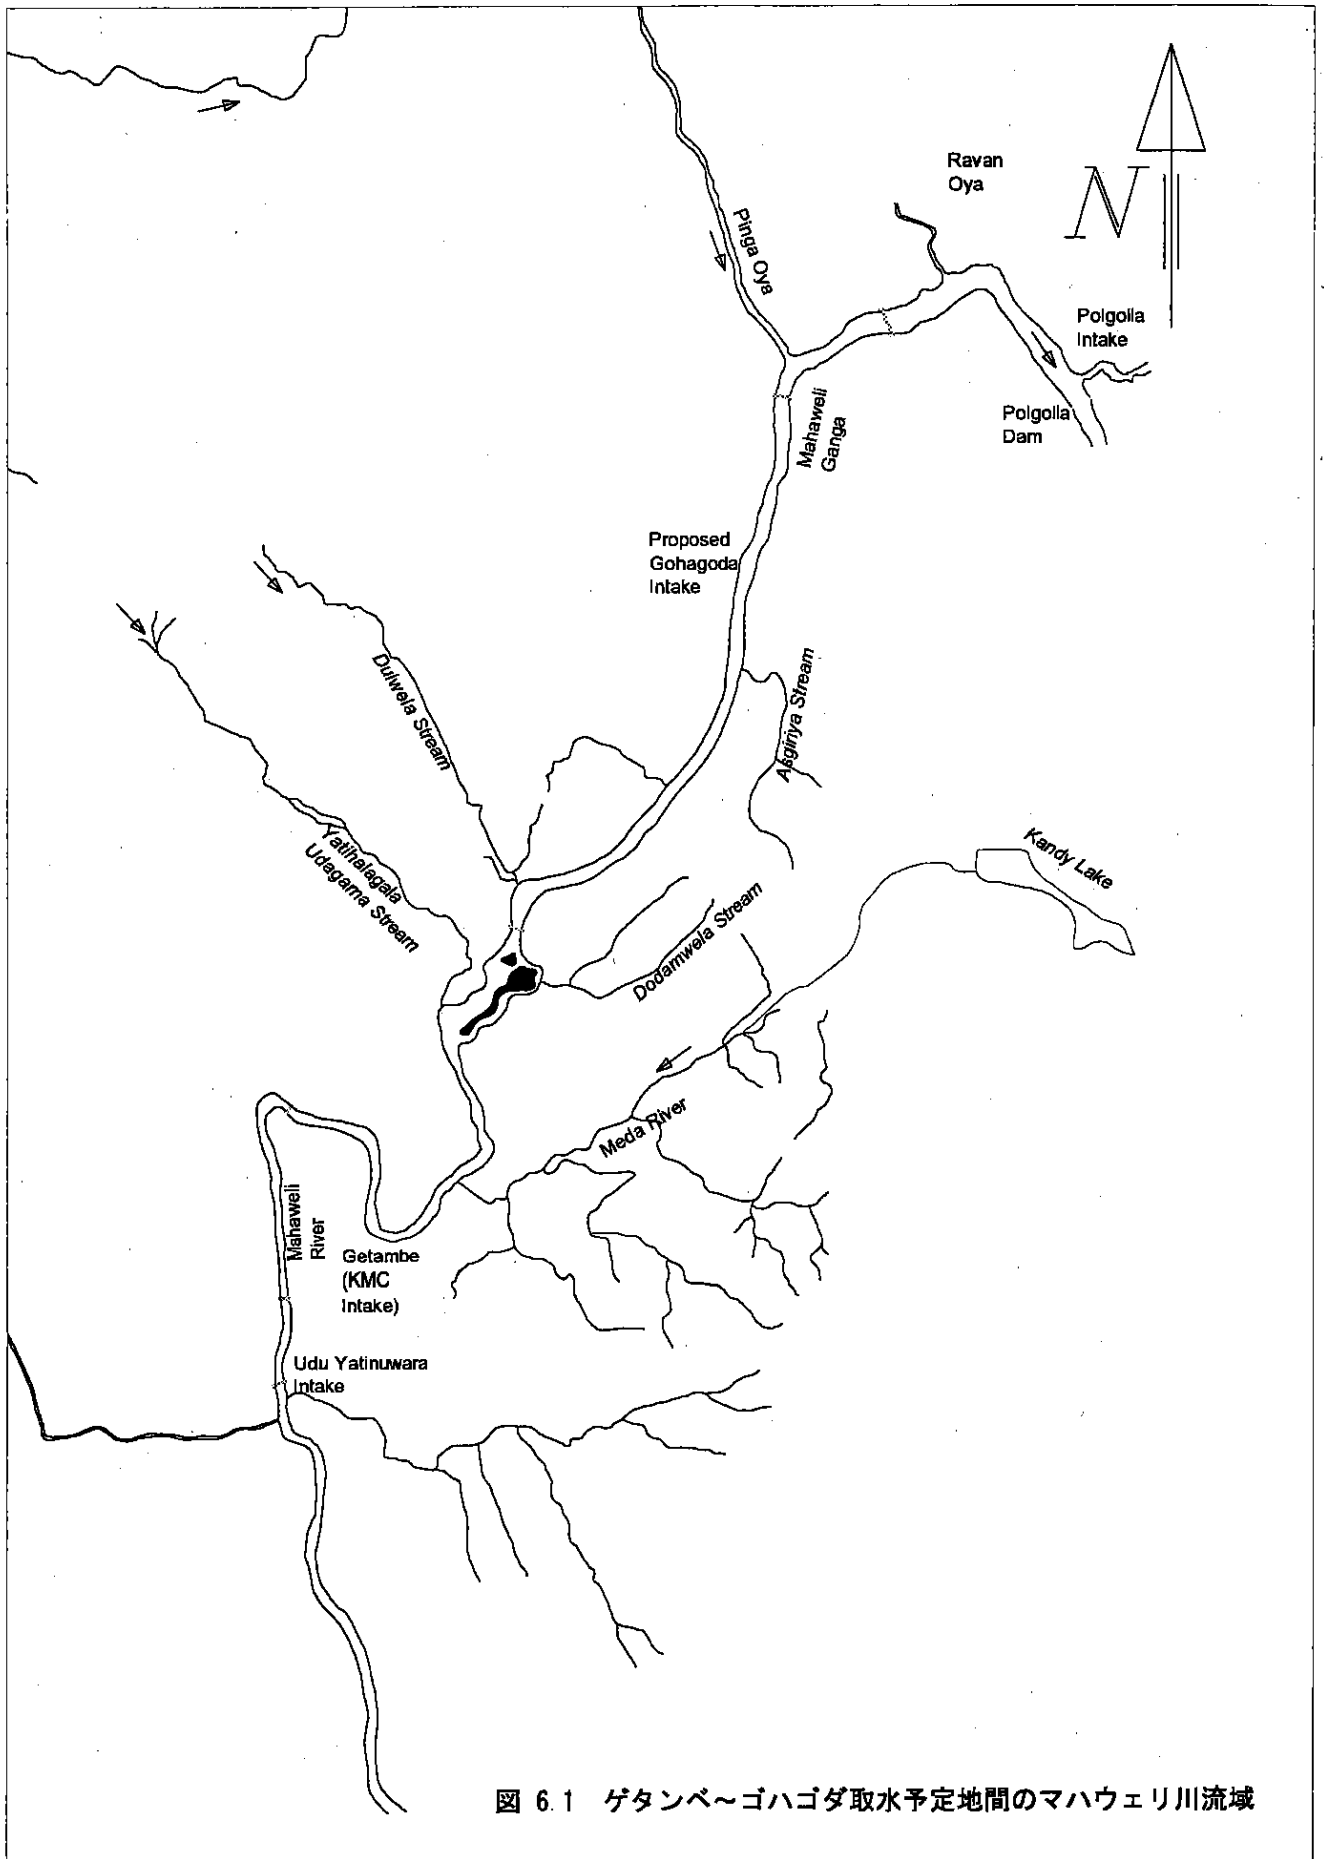 Ravan
Oya
N
Pinga Oya
Polgolla
Intake
Polgolla
Dam
Mahaweli
Ganga
Proposed
Gohagoda
Intake
Dulwela Stream
Asgiriya Stream
Yatihalagala
Udagama Stream
Kandy Lake
Dodamwela Stream
Meda River
Mahaweli
River
Getambe
(KMC
Intake)
Udu Yatinuwara
Intake
図 6.1 ゲタンベ～ゴハゴダ取水予定地間のマハウェリ川流域